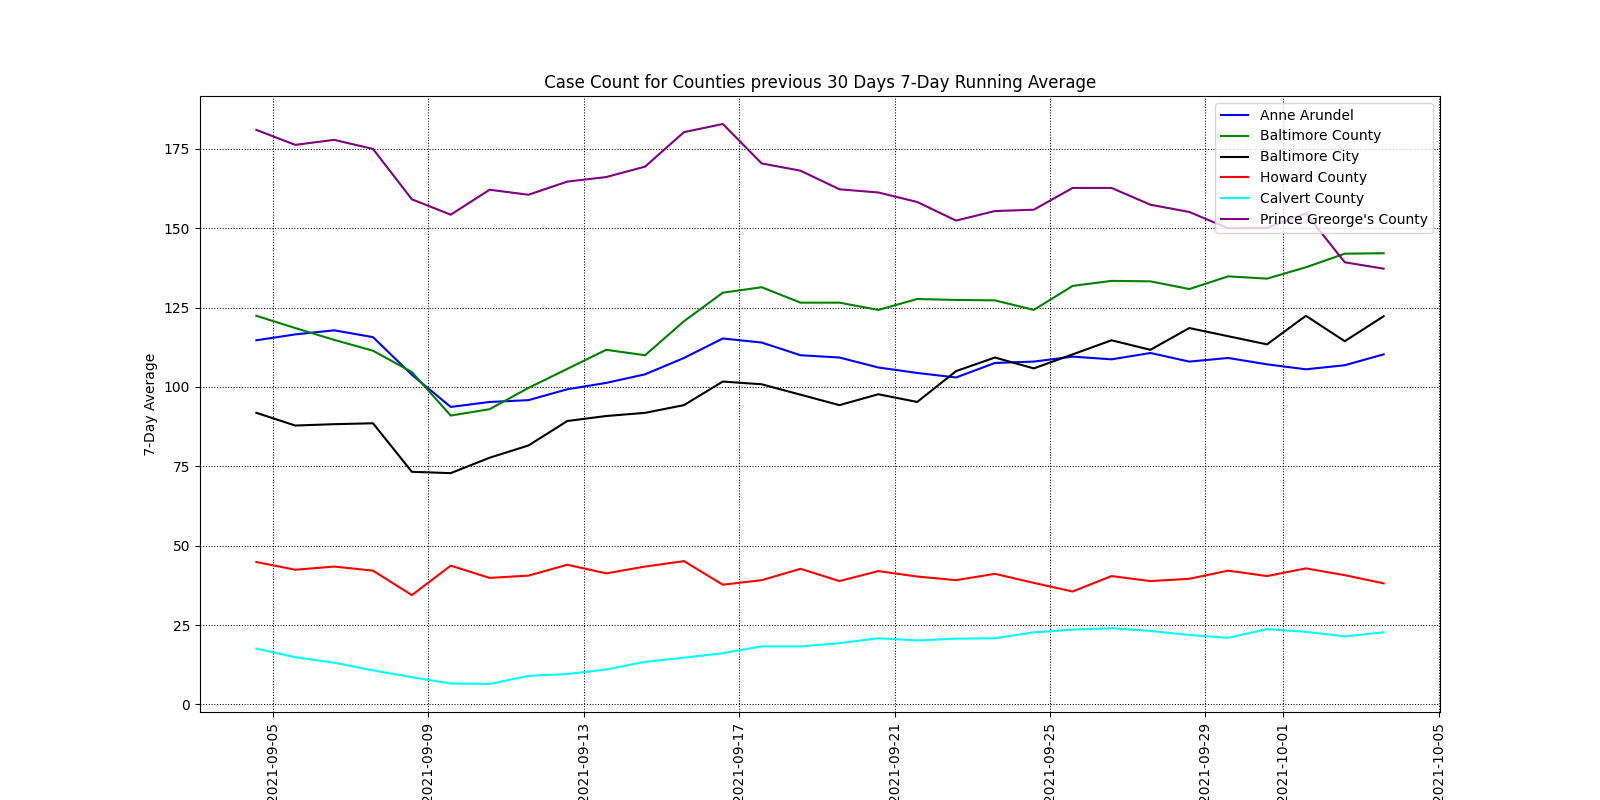 Case Count for Counties previous 30 Days 7-Day Running Average
Anne Arundel
Baltimore County
Baltimore City
Howard County
Calvert County
Prince Greorge's County
7-Day Average
175
150
125
100
75
50
25
0
2021-09-05
2021-09-09
2021-09-13
2021-09-17
2021-09-21
2021-09-25
2021-09-29
2021-10-01
2021-10-05